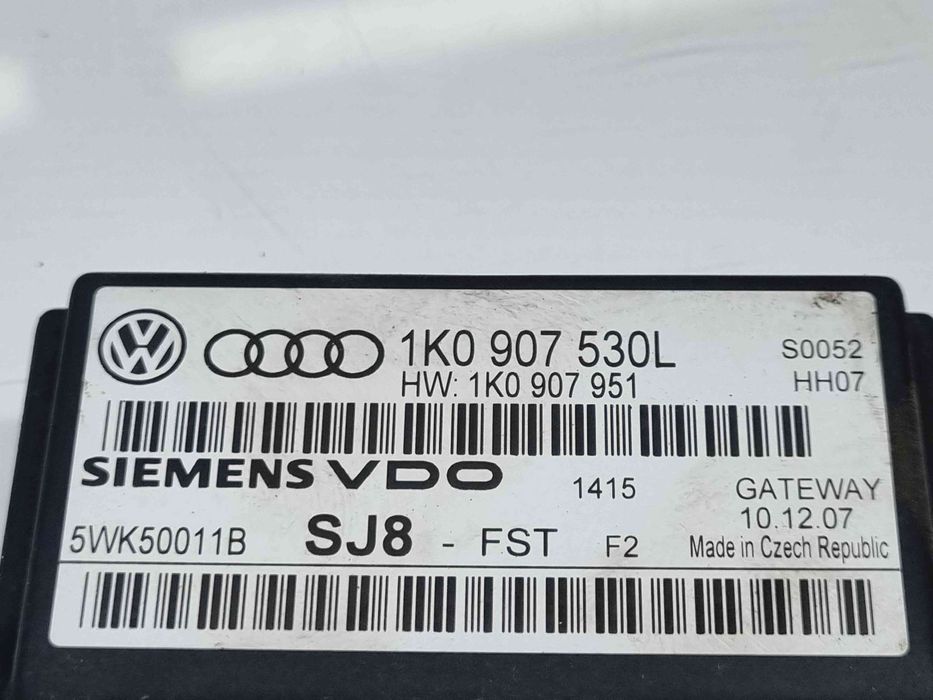 1K0 907 530L S0052
HW: 1K0 907 951 HH07
SIEMENS VDO 1415 GATEWAY
10.12.07
5WK50011B SJ8 - FST F2 Made in Czech Republic